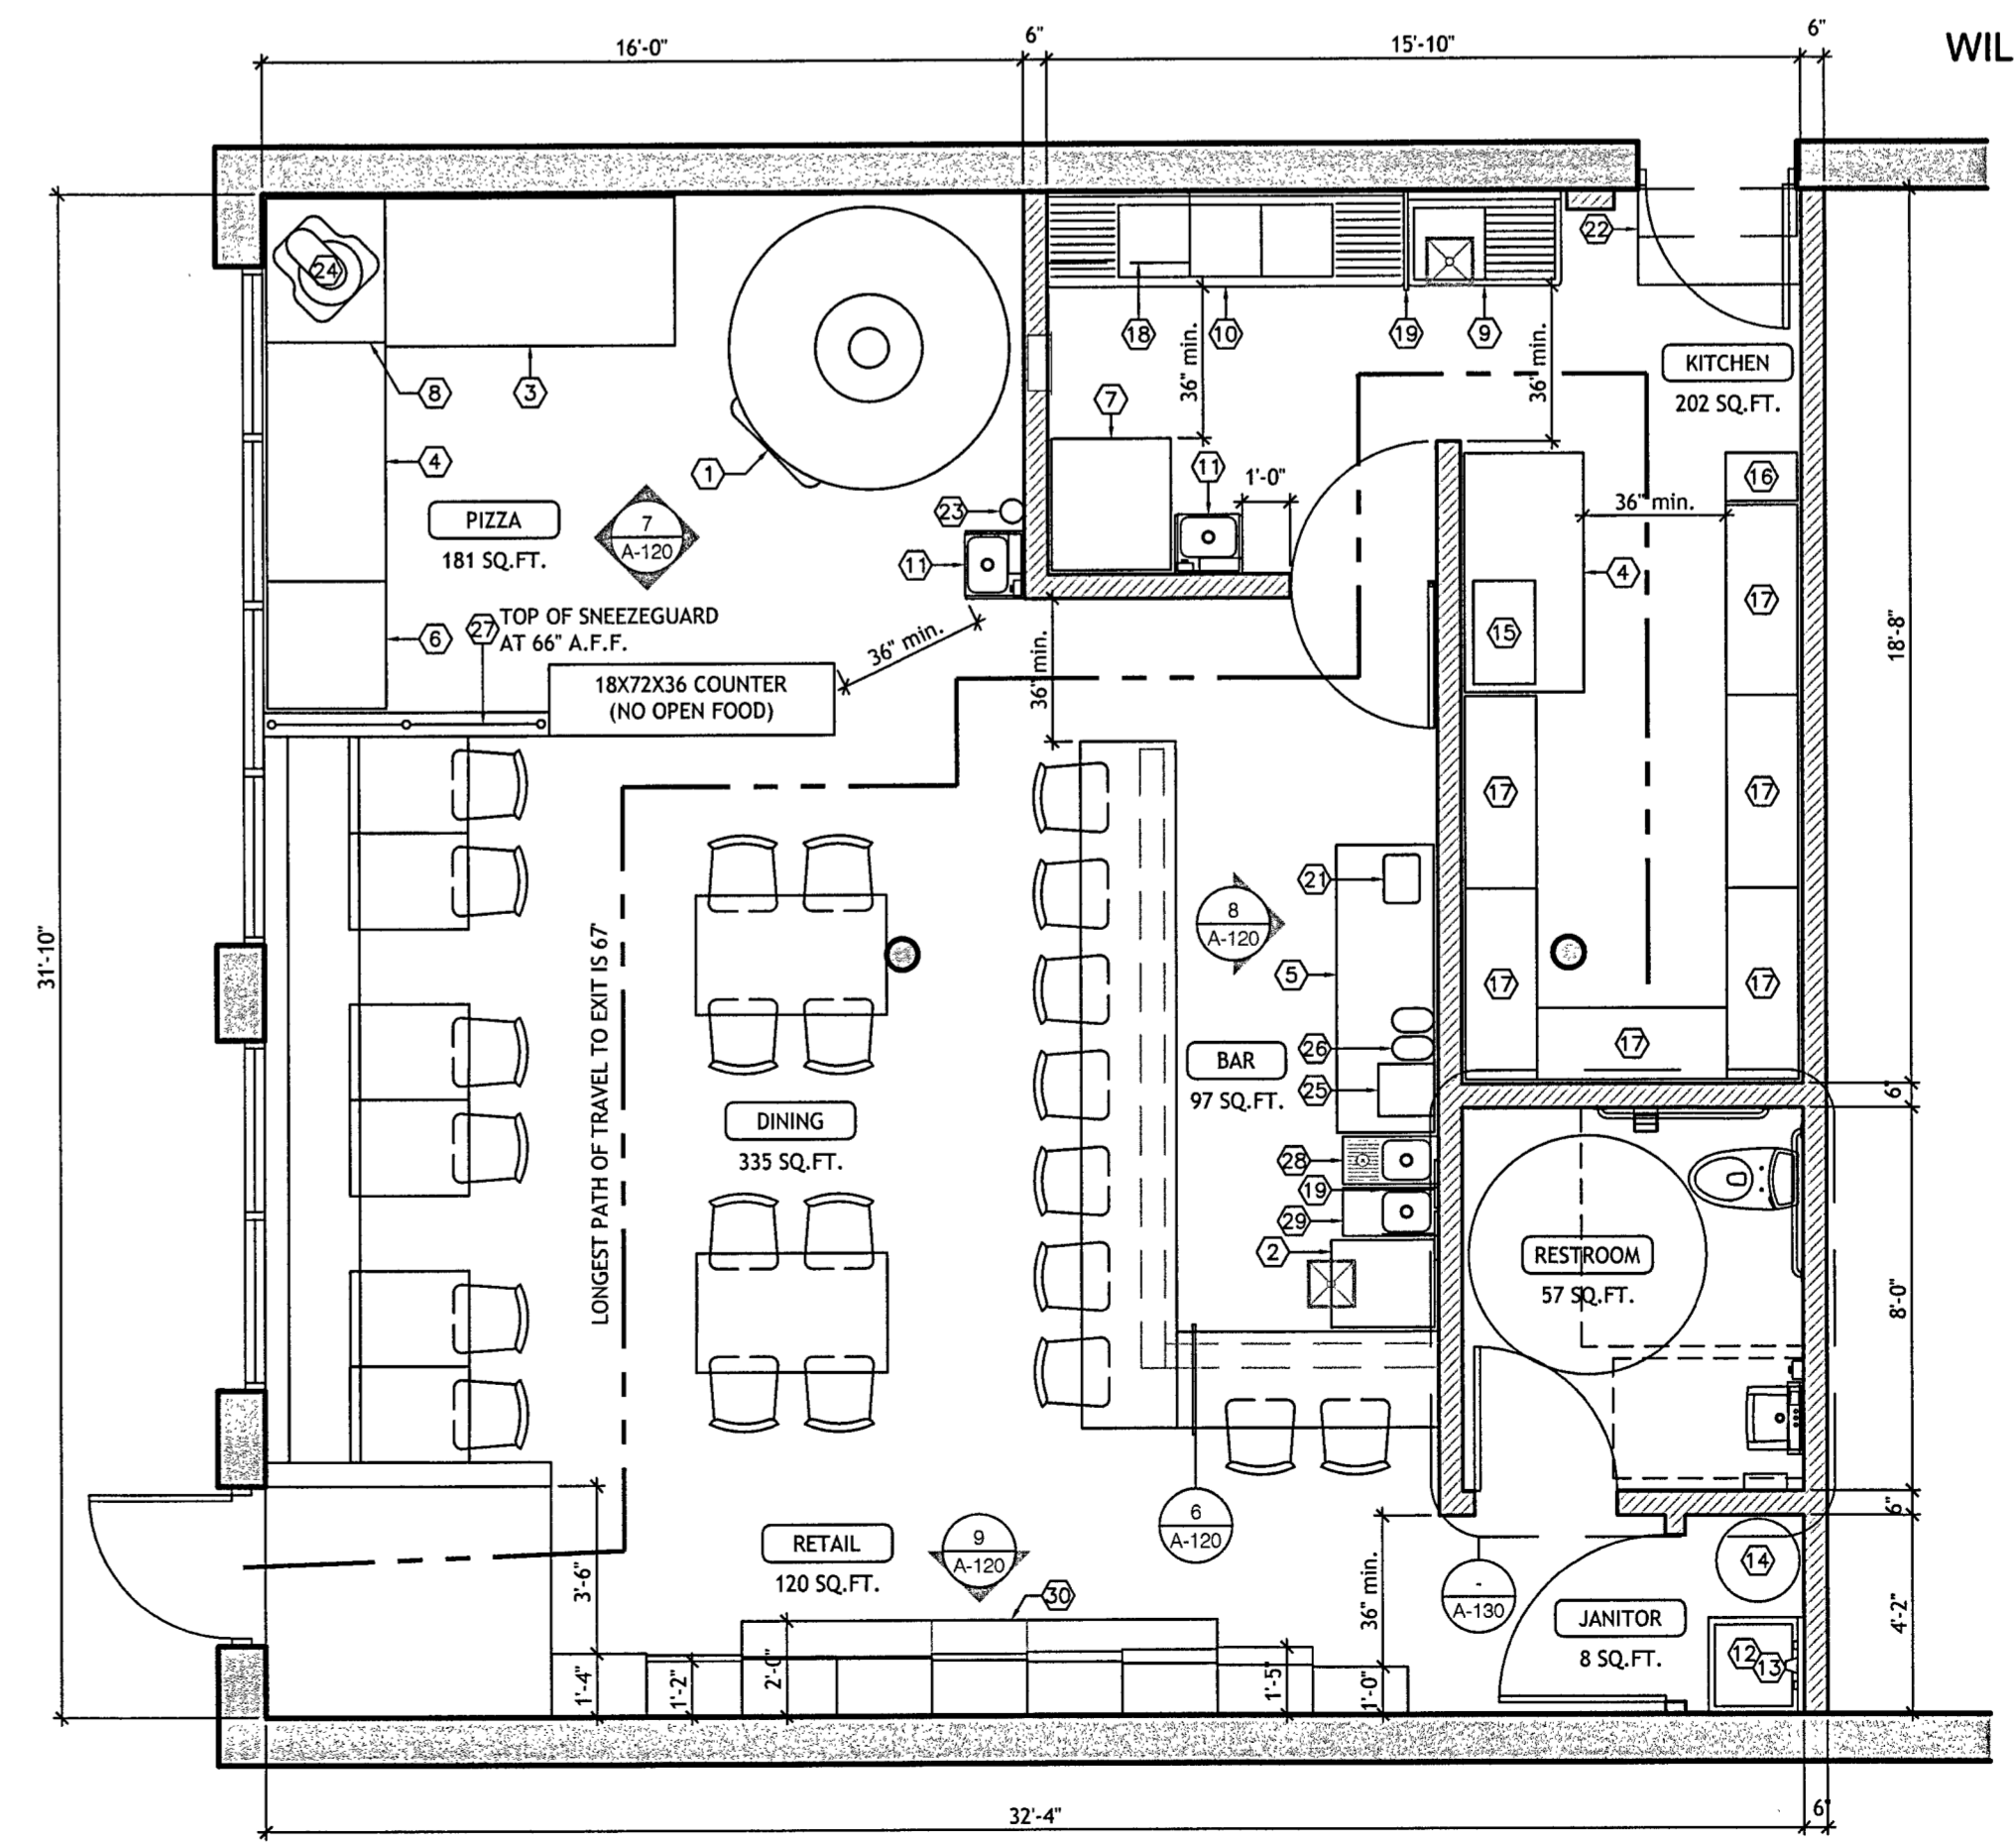 16'-0"
6"
15'-10"
6"
WIL
24
22
18
10
19
9
8
3
7
36" min.
36" min.
KITCHEN
202 SQ.FT.
4
1
11
1'-0"
16
36" min.
PIZZA
181 SQ.FT.
7
A-120
23
11
4
17
27
TOP OF SNEEZEGUARD
AT 66" A.F.F.
6
36" min.
36" min.
15
18'-8"
18X72X36 COUNTER
(NO OPEN FOOD)
17
17
21
8
A-120
31'-10"
LONGEST PATH OF TRAVEL TO EXIT IS 67'
5
17
17
26
17
BAR
97 SQ.FT.
25
6"
DINING
335 SQ.FT.
28
19
29
2
RESTROOM
57 SQ.FT.
8'-0"
6"
6
A-120
RETAIL
120 SQ.FT.
9
A-120
30
3'-6"
36" min.
-
A-130
14
JANITOR
8 SQ.FT.
4'-2"
12
13
1'-4"
1'-2"
2'-0"
1'-5"
1'-0"
32'-4"
6"